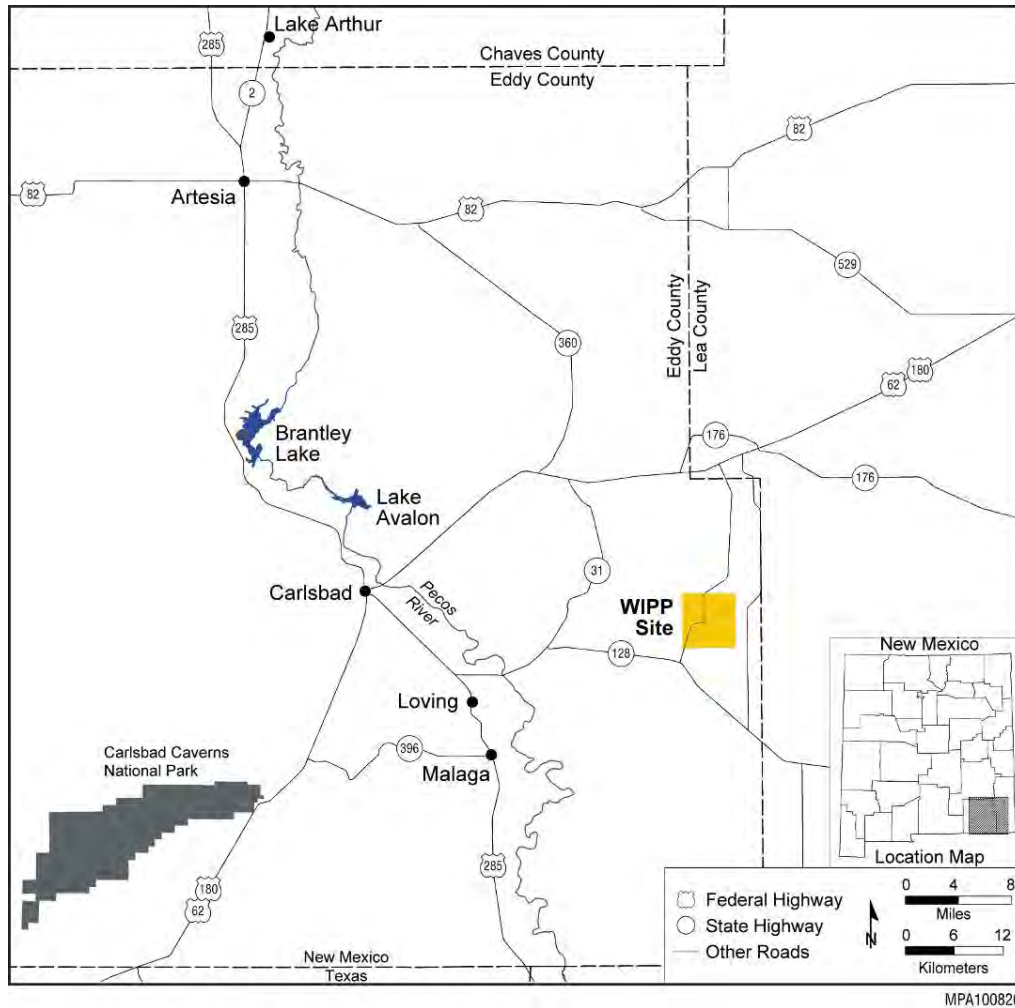 Lake Arthur
285
Chaves County
Eddy County
2
82
Artesia
82
82
529
285
360
Eddy County
Lea County
180
62
Brantley
Lake
176
176
Lake
Avalon
31
Carlsbad
Pecos
River
WIPP
Site
128
New Mexico
Loving
396
Malaga
Carlsbad Caverns
National Park
Location Map
285
180
62
Federal Highway
State Highway
Other Roads
N
0 4 8
Miles
0 6 12
Kilometers
New Mexico
Texas
MPA100820